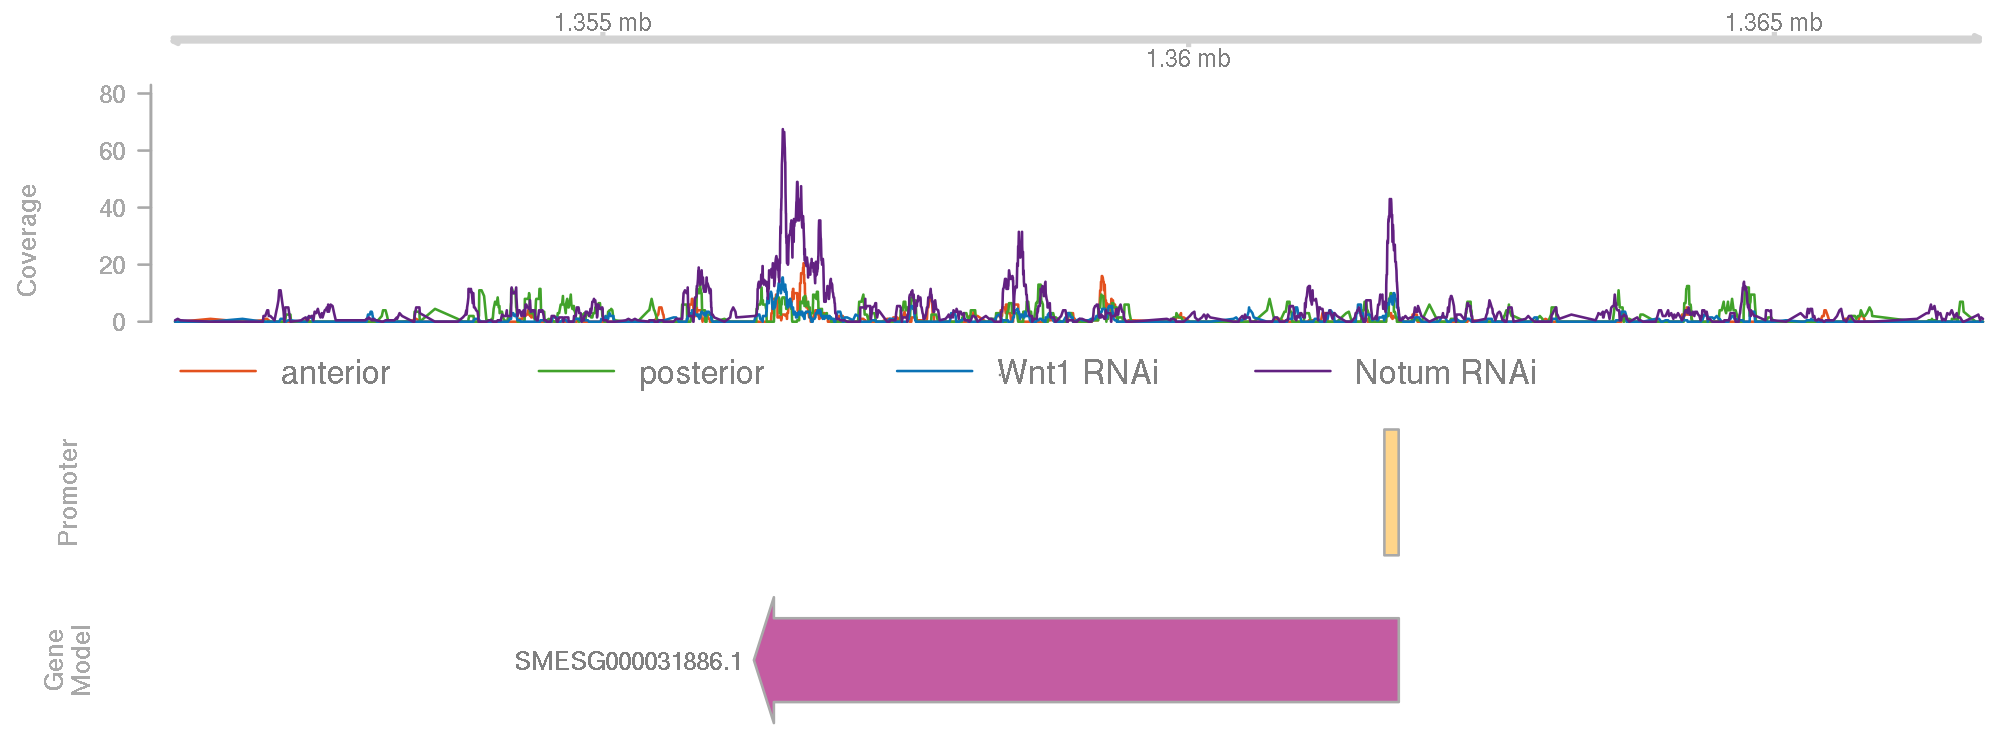 1.355 mb
1.365 mb
1.36 mb
Coverage
80
60
40
20
0
anterior
posterior
Wnt1 RNAi
Notum RNAi
Promoter
Gene
Model
SMESG000031886.1